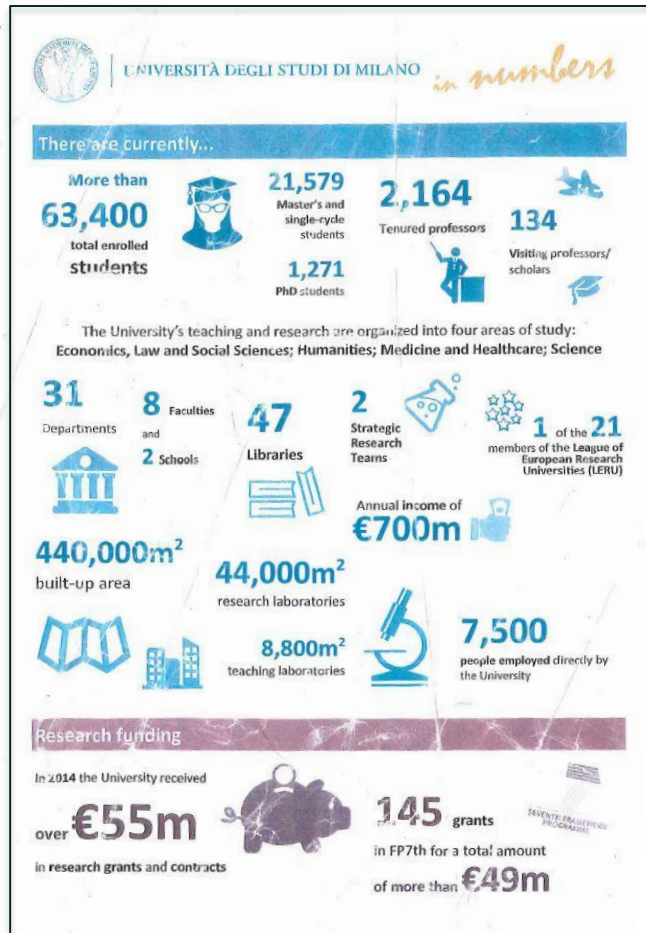 UNIVERSITÀ DEGLI STUDI DI MILANO
in numbers
There are currently...
More than
63,400
total enrolled
students
21,579
Master's and
single-cycle
students
1,271
PhD students
2,164
Tenured professors
134
Visiting professors/
scholars
The University's teaching and research are organized into four areas of study:
Economics, Law and Social Sciences; Humanities; Medicine and Healthcare; Science
31
Departments
8 Faculties
and
2 Schools
47
Libraries
2
Strategic
Research
Teams
1 of the 21
members of the League of
European Research
Universities (LERU)
Annual income of
€700m
440,000m²
built-up area
44,000m²
research laboratories
8,800m²
teaching laboratories
7,500
people employed directly by
the University
Research funding
In 2014 the University received
over €55m
in research grants and contracts
145 grants
in FP7th for a total amount
of more than €49m
SEVENTH FRAMEWORK
PROGRAMME